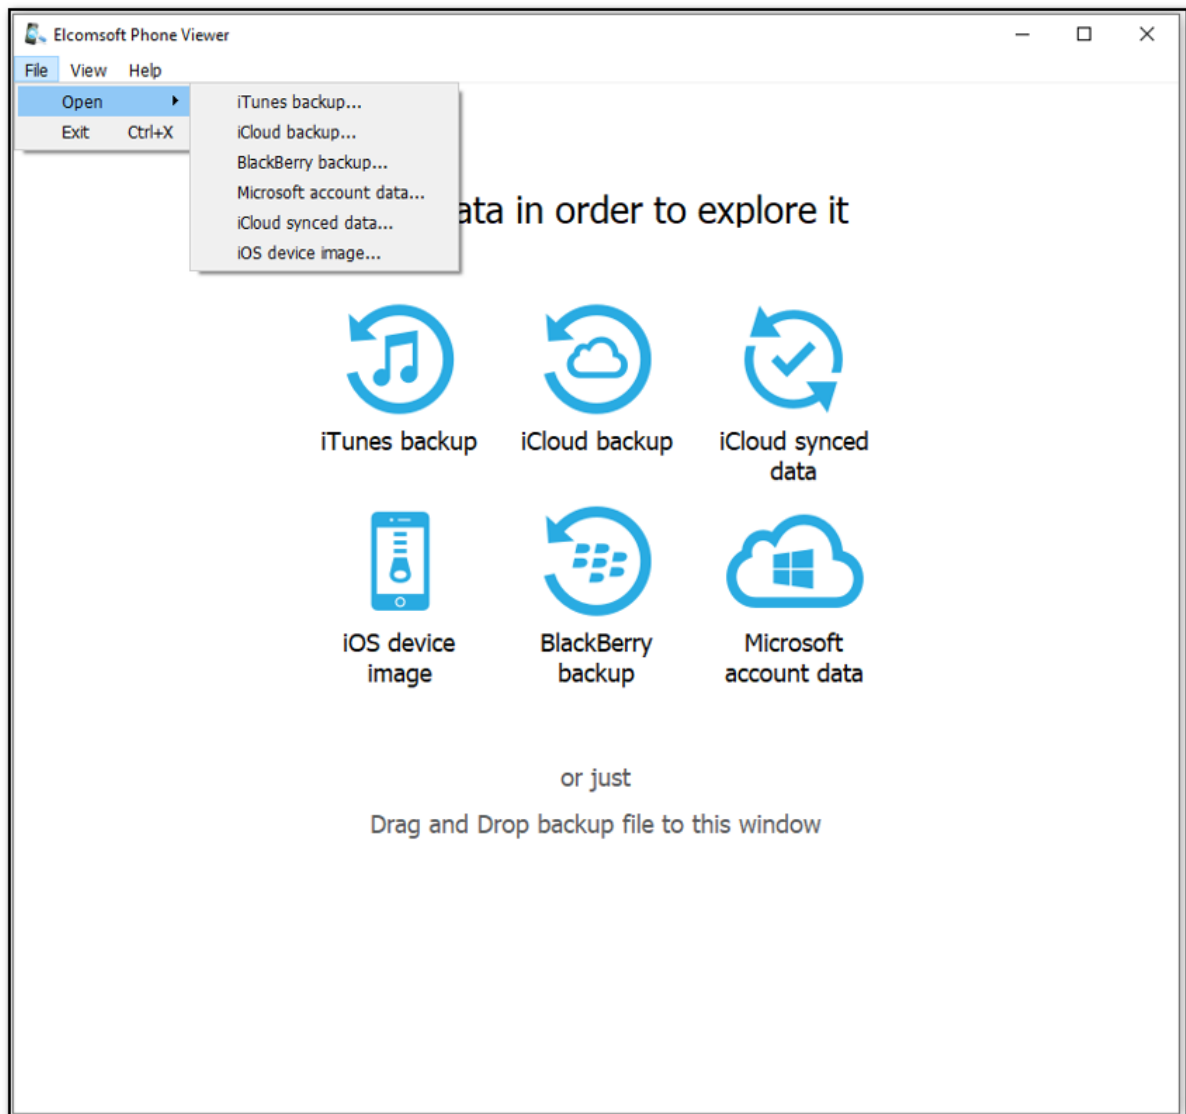 Elcomsoft Phone Viewer
File View Help
Open
Exit Ctrl+X
iTunes backup...
iCloud backup...
BlackBerry backup...
Microsoft account data...
iCloud synced data...
iOS device image...
ata in order to explore it
iTunes backup
iCloud backup
iCloud synced
data
iOS device
image
BlackBerry
backup
Microsoft
account data
or just
Drag and Drop backup file to this window